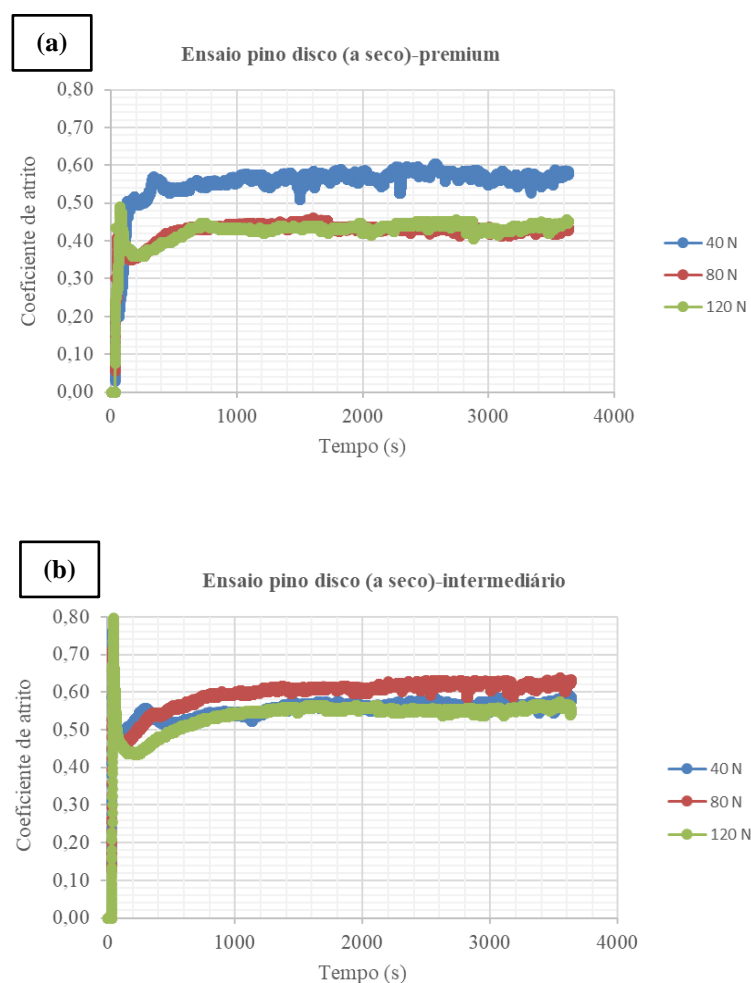 (a)
Ensaio pino disco (a seco)-premium
0,80
0,70
0,60
0,50
0,40
0,30
0,20
0,10
0,00
0 1000 2000 3000 4000
Coeficiente de atrito
Tempo (s)
40 N
80 N
120 N
(b)
Ensaio pino disco (a seco)-intermediário
0,80
0,70
0,60
0,50
0,40
0,30
0,20
0,10
0,00
0 1000 2000 3000 4000
Coeficiente de atrito
Tempo (s)
40 N
80 N
120 N